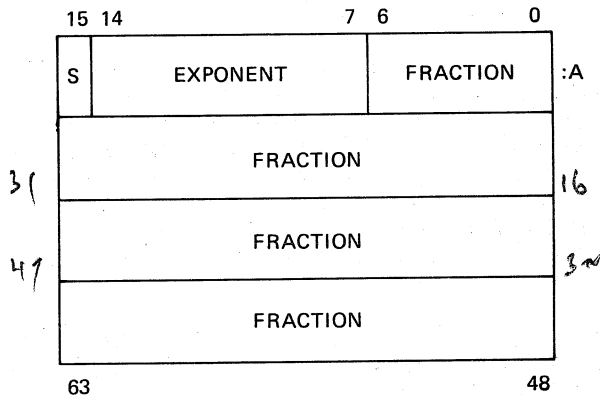 15 14 7 6 0
S EXPONENT FRACTION :A
FRACTION
31 16
FRACTION
47
FRACTION
63 48